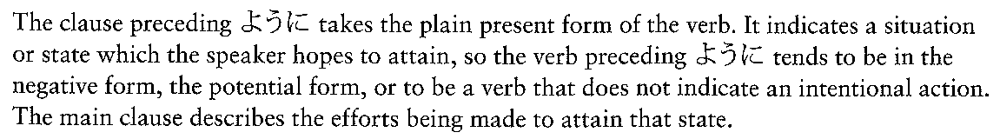 The clause preceding ように takes the plain present form of the verb. It indicates a situation
or state which the speaker hopes to attain, so the verb preceding ように tends to be in the
negative form, the potential form, or to be a verb that does not indicate an intentional action.
The main clause describes the efforts being made to attain that state.